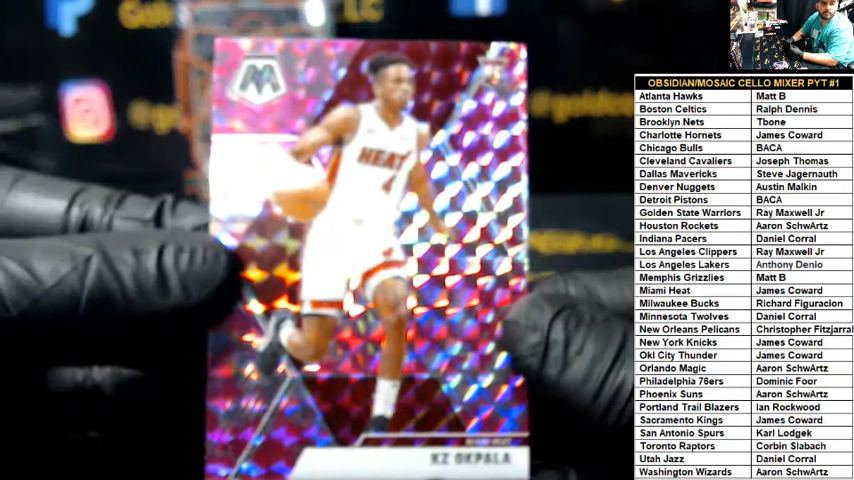 HEAT
4
KZ OKPALA
OBSIDIAN/MOSAIC CELLO MIXER PYT #1
Atlanta Hawks Matt B
Boston Celtics Ralph Dennis
Brooklyn Nets Tbone
Charlotte Hornets James Coward
Chicago Bulls BACA
Cleveland Cavaliers Joseph Thomas
Dallas Mavericks Steve Jagernauth
Denver Nuggets Austin Malkin
Detroit Pistons BACA
Golden State Warriors Ray Maxwell Jr
Houston Rockets Aaron SchwArtz
Indiana Pacers Daniel Corral
Los Angeles Clippers Ray Maxwell Jr
Los Angeles Lakers Anthony Denio
Memphis Grizzlies Matt B
Miami Heat James Coward
Milwaukee Bucks Richard Figuracion
Minnesota Twolves Daniel Corral
New Orleans Pelicans Christopher Fitzjarral
New York Knicks James Coward
Okl City Thunder James Coward
Orlando Magic Aaron SchwArtz
Philadelphia 76ers Dominic Foor
Phoenix Suns Aaron SchwArtz
Portland Trail Blazers Ian Rockwood
Sacramento Kings James Coward
San Antonio Spurs Karl Lodgek
Toronto Raptors Corbin Slabach
Utah Jazz Daniel Corral
Washington Wizards Aaron SchwArtz